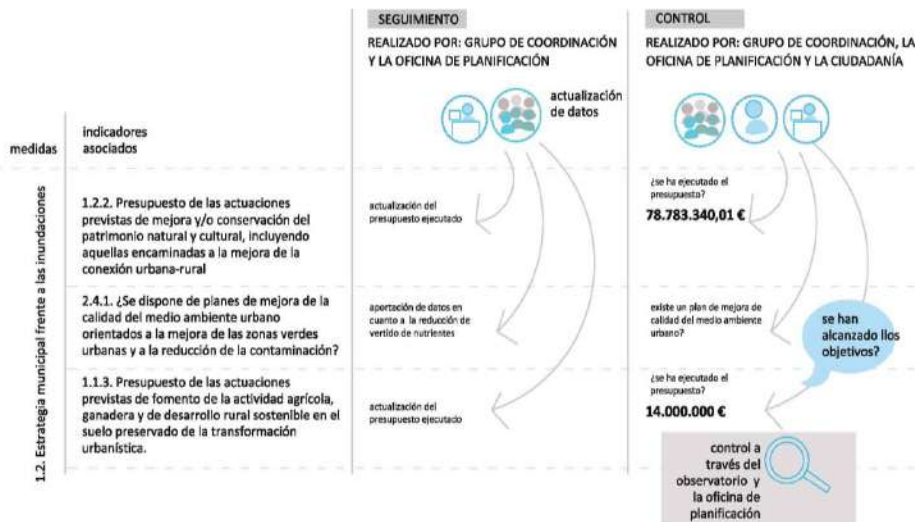 SEGUIMIENTO
REALIZADO POR: GRUPO DE COORDINACIÓN
Y LA OFICINA DE PLANIFICACIÓN
actualización
de datos
CONTROL
REALIZADO POR: GRUPO DE COORDINACIÓN, LA
OFICINA DE PLANIFICACIÓN Y LA CIUDADANÍA
medidas
indicadores
asociados
1.2. Estrategia municipal frente a las inundaciones
1.2.2. Presupuesto de las actuaciones
previstas de mejora y/o conservación del
patrimonio natural y cultural, incluyendo
aquellas encaminadas a la mejora de la
conexión urbana-rural
actualización del
presupuesto ejecutado
¿se ha ejecutado el
presupuesto?
78.783.340,01 €
2.4.1. ¿Se dispone de planes de mejora de la
calidad del medio ambiente urbano
orientados a la mejora de las zonas verdes
urbanas y a la reducción de la contaminación?
aportación de datos en
cuanto a la reducción de
vertido de nutrientes
existe un plan de mejora de
calidad del medio ambiente
urbano?
se han
alcanzado llos
objetivos?
1.1.3. Presupuesto de las actuaciones
previstas de fomento de la actividad agrícola,
ganadera y de desarrollo rural sostenible en el
suelo preservado de la transformación
urbanística.
actualización del
presupuesto ejecutado
¿se ha ejecutado el
presupuesto?
14.000.000 €
control a
través del
observatorio y
la oficina de
planificación